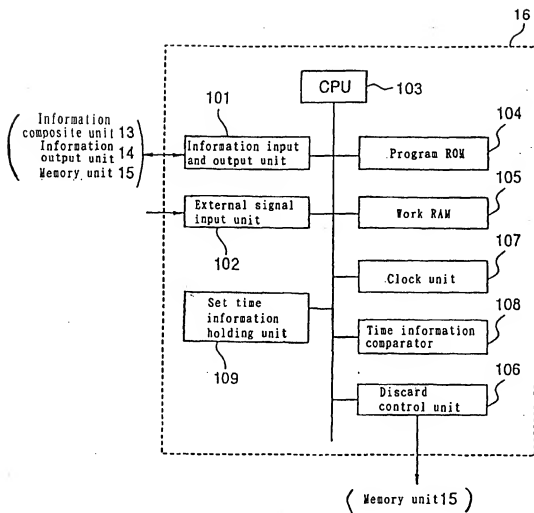 16
CPU
103
101
Information
composite unit 13
Information
output unit 14
Memory unit 15
Information input
and output unit
104
Program ROM
105
External signal
input unit
102
Work RAM
107
Clock unit
Set time
information
holding unit
109
108
Time information
comparator
106
Discard
control unit
( Memory unit 15 )